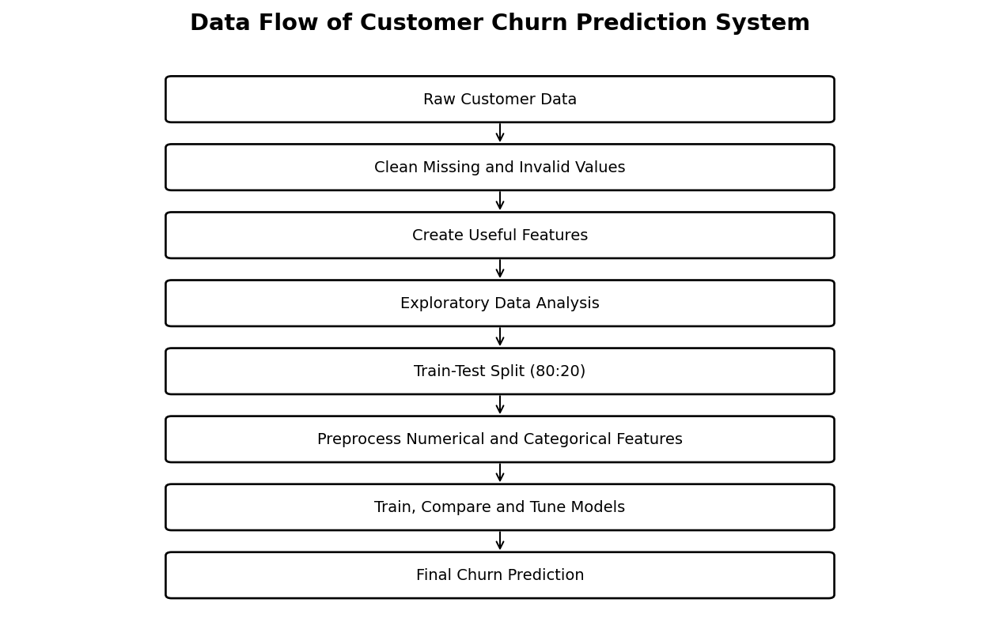 Data Flow of Customer Churn Prediction System
Raw Customer Data
Clean Missing and Invalid Values
Create Useful Features
Exploratory Data Analysis
Train-Test Split (80:20)
Preprocess Numerical and Categorical Features
Train, Compare and Tune Models
Final Churn Prediction